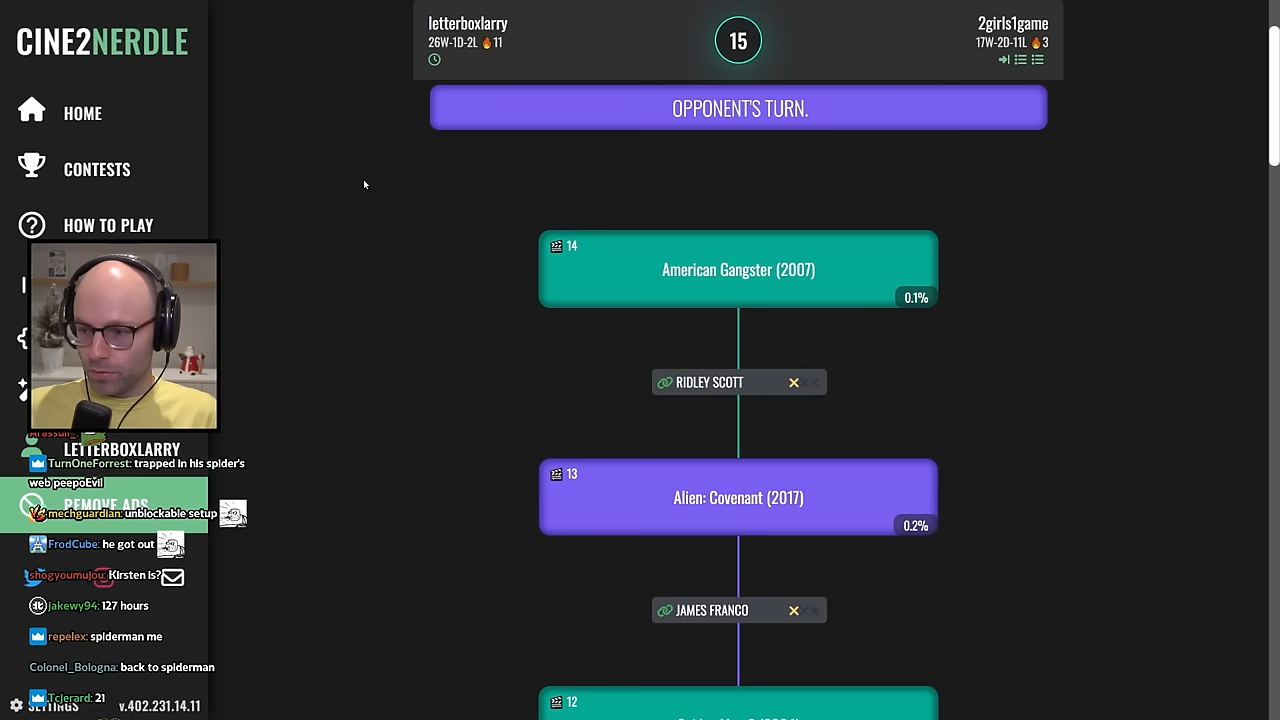 CINE2NERDLE
HOME
CONTESTS
HOW TO PLAY
LETTERBOXLARRY
REMOVE ADS
v.402.231.14.11
letterboxlarry
26W-1D-2L 🔥11
15
2girls1game
17W-2D-11L 🔥3
OPPONENT'S TURN.
14
American Gangster (2007)
0.1%
RIDLEY SCOTT
13
Alien: Covenant (2017)
0.2%
JAMES FRANCO
12
TurnOneForrest: trapped in his spider's
web peepoEvil
mechguardian: unblockable setup
FrodCube: he got out
shogyoumujou: Kirsten is?
Jakewy94: 127 hours
repelex: spiderman me
Colonel_Bologna: back to spiderman
TcJerard: 21
SETTINGS